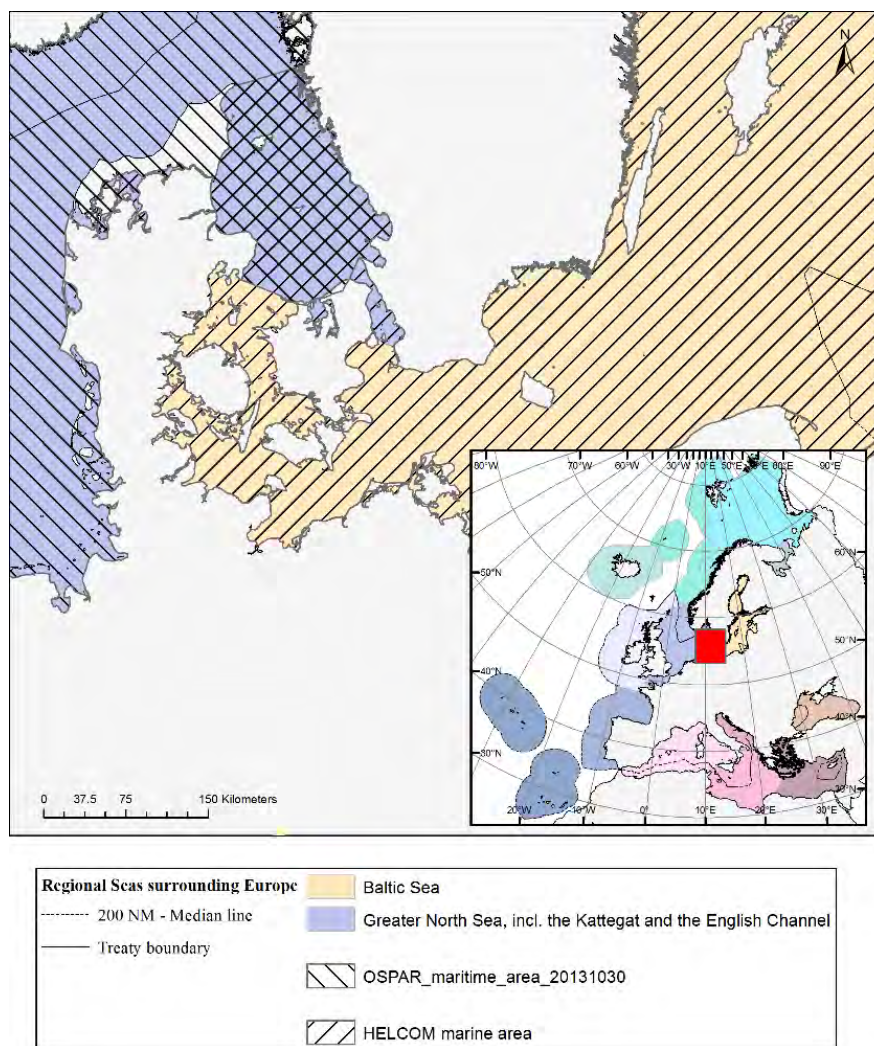 N
80°W 70°W 60°W 30°W 10°E 50°E 60°E 90°E
60°N
50°N
50°N
40°N
40°N
30°N
30°N
20°W 10°W 0° 10°E 20°E 30°E
0 37.5 75 150 Kilometers
Regional Seas surrounding Europe
200 NM - Median line
Treaty boundary
Baltic Sea
Greater North Sea, incl. the Kattegat and the English Channel
OSPAR_maritime_area_20131030
HELCOM marine area